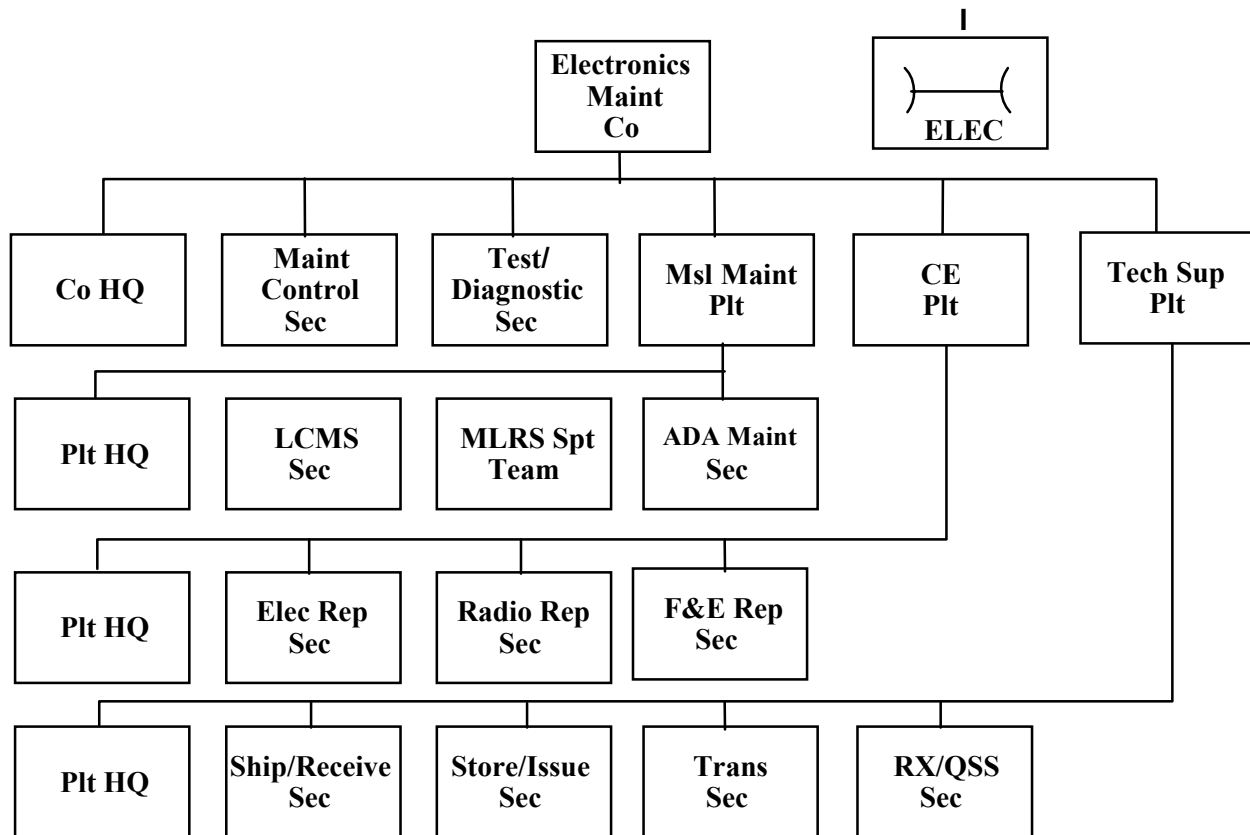 Electronics
Maint
Co
I
ELEC
Co HQ
Maint
Control
Sec
Test/
Diagnostic
Sec
Msl Maint
Plt
CE
Plt
Tech Sup
Plt
Plt HQ
LCMS
Sec
MLRS Spt
Team
ADA Maint
Sec
Plt HQ
Elec Rep
Sec
Radio Rep
Sec
F&E Rep
Sec
Plt HQ
Ship/Receive
Sec
Store/Issue
Sec
Trans
Sec
RX/QSS
Sec